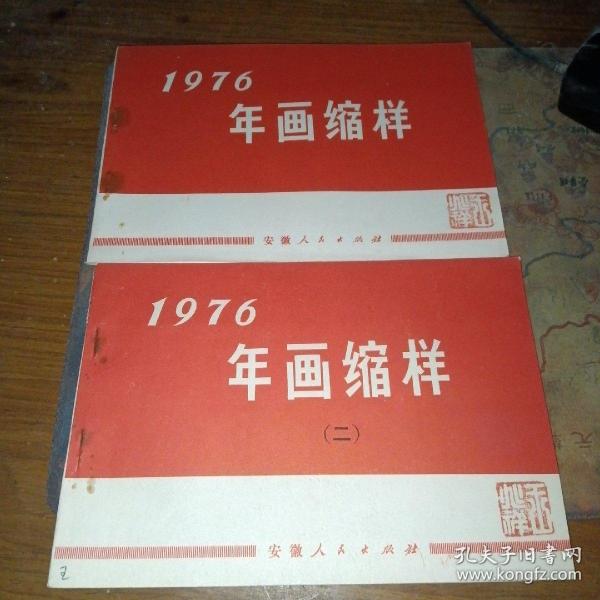 1976
年画缩样
安徽人民出版社
1976
年画缩样
(二)
安徽人民出版社
孔夫子旧书网
www.kongfz.com